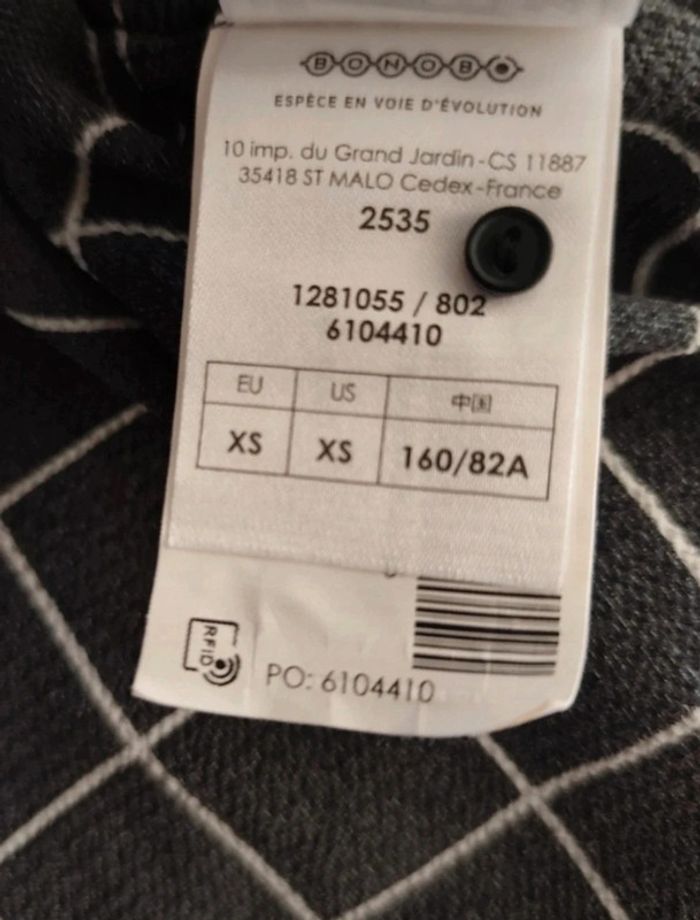 BONOBO
ESPÈCE EN VOIE D'ÉVOLUTION
10 imp. du Grand Jardin-CS 11887
35418 ST MALO Cedex-France
2535
1281055 / 802
6104410
EU US 中国
XS XS 160/82A
RFID
PO: 6104410